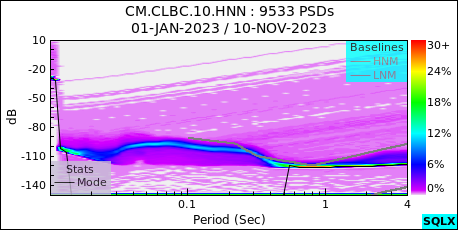 CM.CLBC.10.HNN : 9533 PSDs
01-JAN-2023 / 10-NOV-2023
10
-20
-50
-80
-110
-140
dB
Baselines
HNM
LNM
Stats
Mode
0.1
1
4
Period (Sec)
30+
24%
18%
12%
6%
0%
SQLX